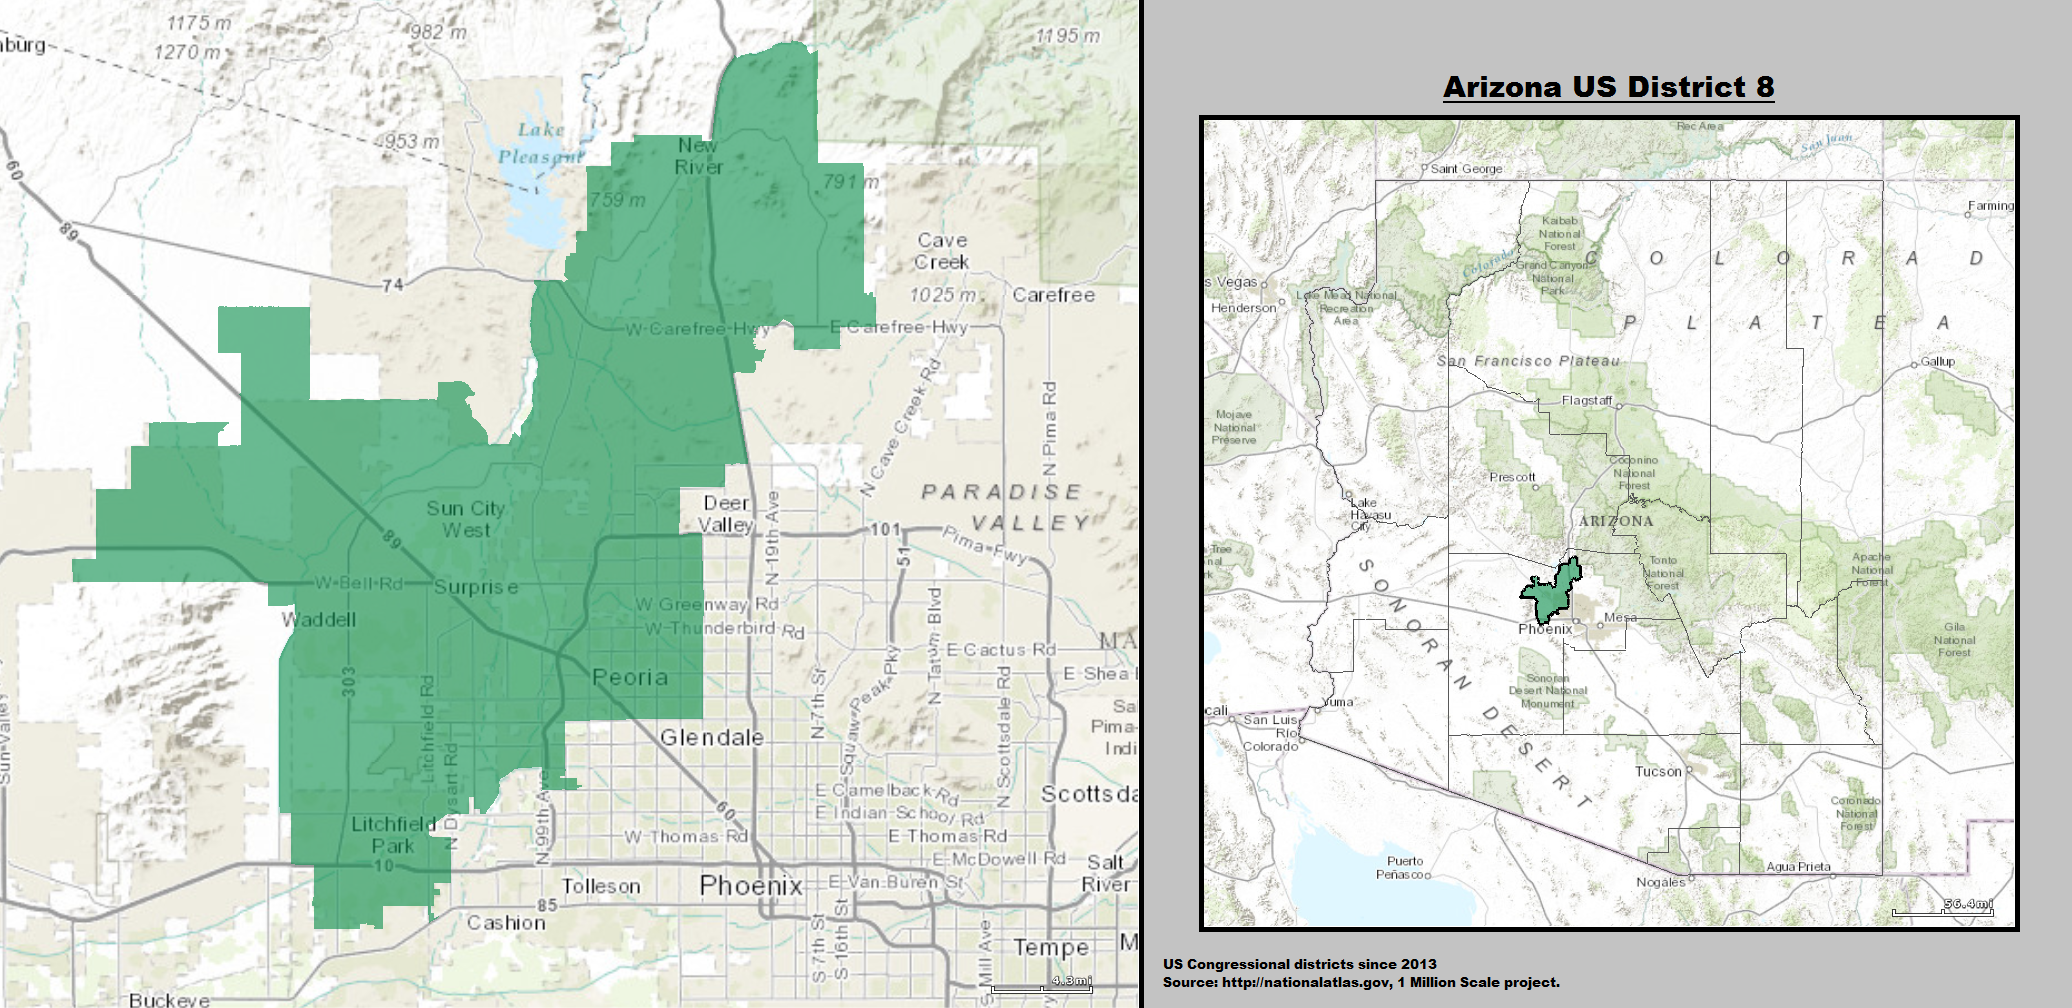 1175 m
1270 m
982 m
1195 m
nburg
Lake
Pleasant
953 m
New
River
791 m
759 m
60
89
74
Cave
Creek
1025 m
Carefree
W Carefree Hwy
E Carefree Hwy
N Cave Creek Rd
N Pima Rd
PARADISE
VALLEY
Sun City
West
Deer
Valley
N 19th Ave
101
51
Pima Fwy
89
W Bell Rd
Surprise
Waddell
W Greenway Rd
W Thunderbird Rd
N Tatum Blvd
E Cactus Rd
MA
E Shea
Peoria
303
Litchfield Rd
N Dysart Rd
N 7th St
Squaw Peak Pky
N Scottsdale Rd
Sa
Pima-
Indi
Glendale
Sun Valley
N 99th Ave
60
E Camelback Rd
E Indian School Rd
Scottsda
Litchfield
Park
W Thomas Rd
E Thomas Rd
10
E McDowell Rd
Salt
River
Tolleson
Phoenix
E Van Buren St
85
Cashion
S 7th St
S 16th St
S Mill Ave
Tempe
M
4.3mi
Buckeye
Arizona US District 8
Rec Area
San Juan
Saint George
Farming
Kaibab
National
Forest
Colorado
Grand Canyon
National
Park
C O L O R A D
s Vegas
Henderson
Lake Mead National
Recreation
Area
P L A T E A
San Francisco Plateau
Gallup
Mojave
National
Preserve
Flagstaff
Coconino
National
Forest
Prescott
Lake
Havasu
City
ARIZONA
Tree
nal
rk
Tonto
National
Forest
Apache
National
Forest
SONORAN DESERT
Phoenix
Mesa
Gila
National
Forest
Sonoran
Desert National
Monument
cali
San Luis
Río
Colorado
Yuma
Tucson
Coronado
National
Forest
Puerto
Peñasco
Nogales
Agua Prieta
56.4mi
US Congressional districts since 2013
Source: http://nationalatlas.gov, 1 Million Scale project.